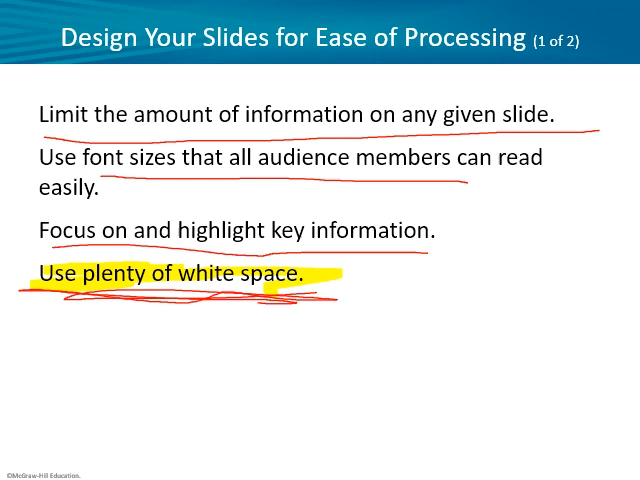 Design Your Slides for Ease of Processing (1 of 2)
Limit the amount of information on any given slide.
Use font sizes that all audience members can read
easily.
Focus on and highlight key information.
Use plenty of white space.
©McGraw-Hill Education.